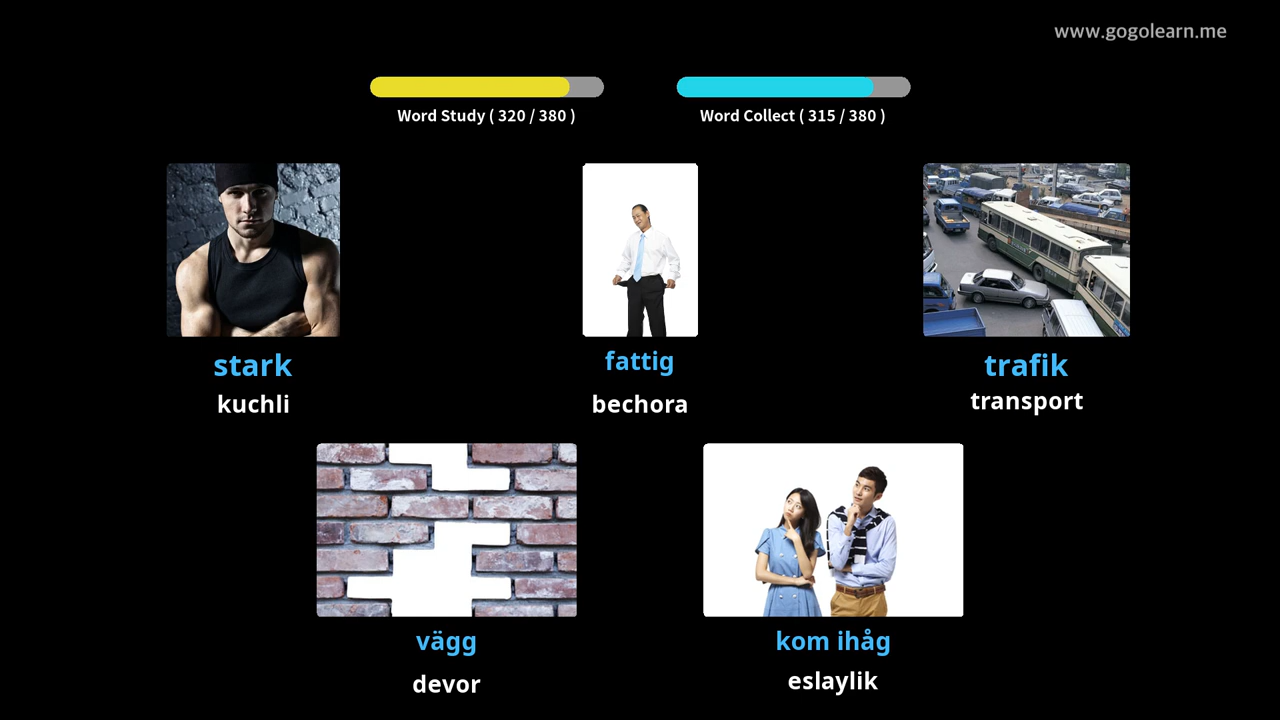 www.gogolearn.me
Word Study ( 320 / 380 )
Word Collect ( 315 / 380 )
stark
kuchli
fattig
bechora
trafik
transport
vägg
devor
kom ihåg
eslaylik